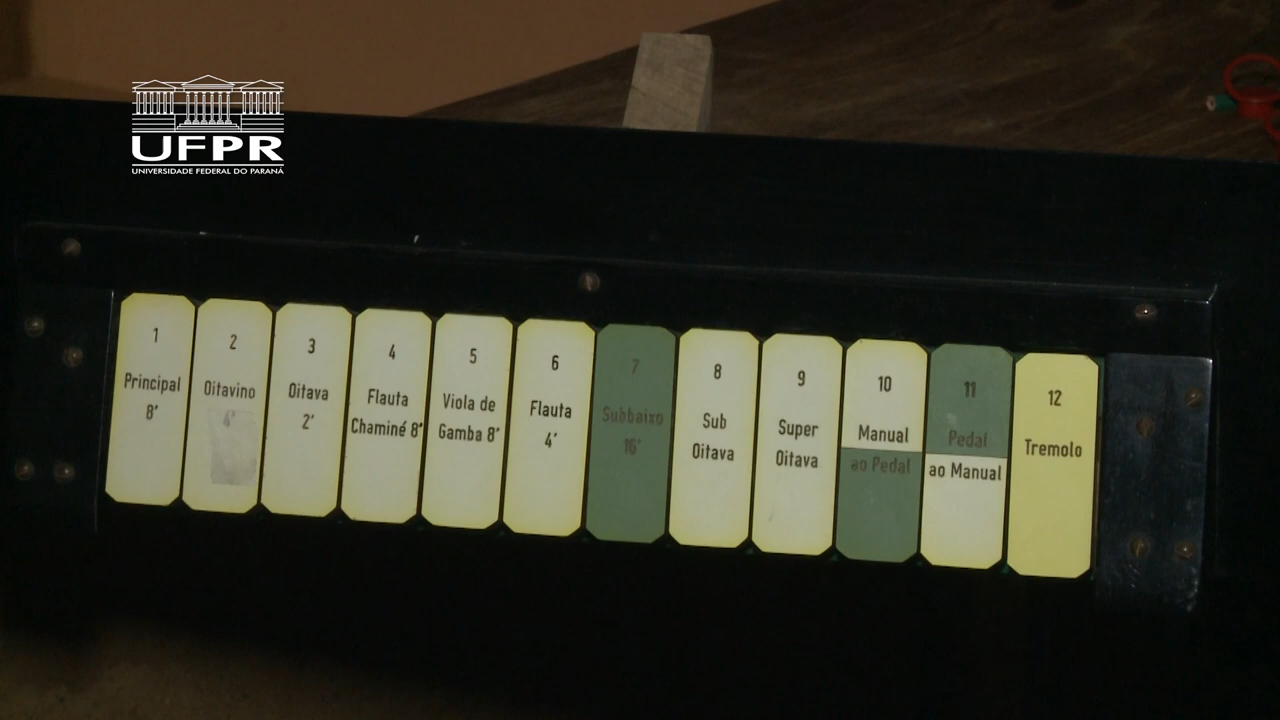 UFPR
UNIVERSIDADE FEDERAL DO PARANÁ
1
Principal
8'
2
Oitavino
4'
3
Oitava
2'
4
Flauta
Chaminé 8'
5
Viola de
Gamba 8'
6
Flauta
4'
7
Subbaixo
16'
8
Sub
Oitava
9
Super
Oitava
10
Manual
ao Pedal
11
Pedal
ao Manual
12
Tremolo